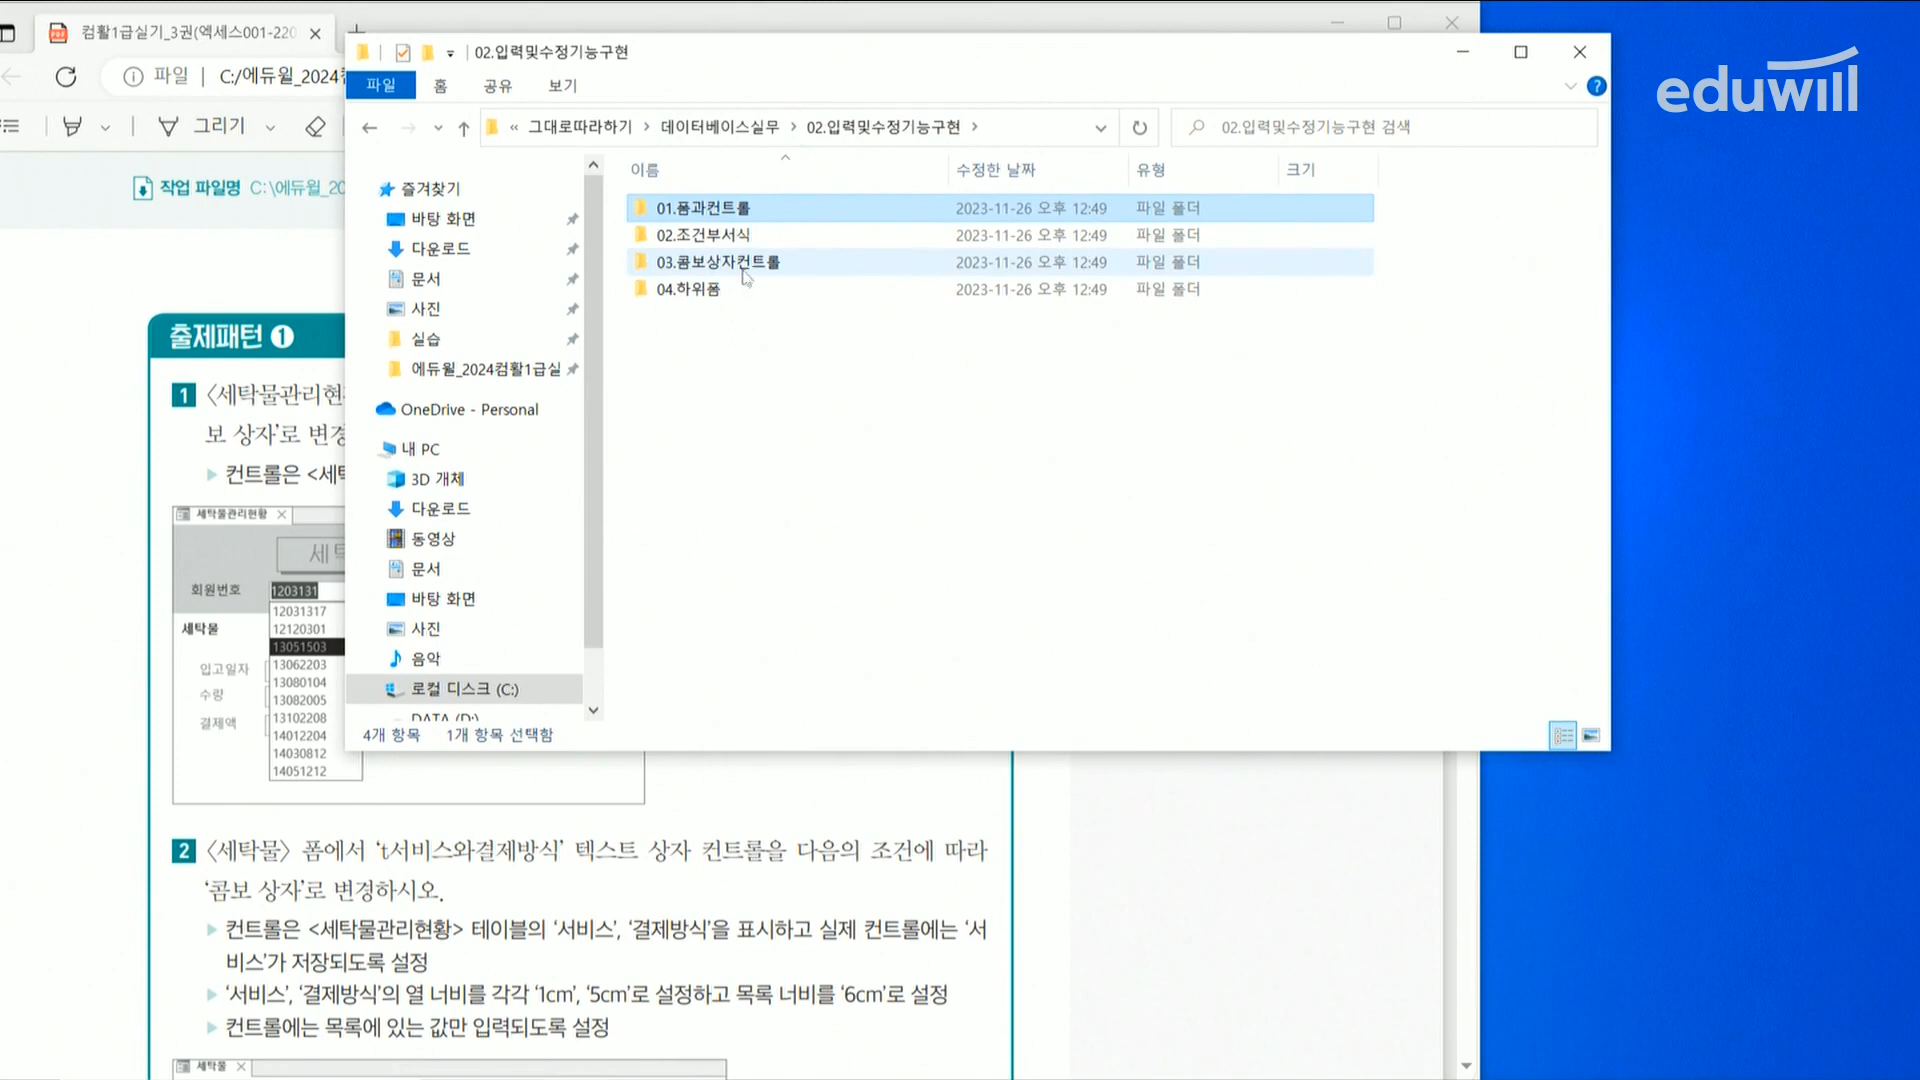 컴활1급실기_3권(엑세스001-220
파일 | C:/에듀윌_2024컴
그리기
작업 파일명 C:\에듀윌_20
출제패턴 1
1 〈세탁물관리현
보 상자'로 변경
▶ 컨트롤은 <세탁
세탁물관리현황
세탁
회원번호 1203131
12031317
세탁물 12120301
13051503
입고일자 13062203
13080104
수량 13082005
결제액 13102208
14012204
14030812
14051212
2 〈세탁물〉 폼에서 't서비스와결제방식' 텍스트 상자 컨트롤을 다음의 조건에 따라
'콤보 상자'로 변경하시오.
▶ 컨트롤은 <세탁물관리현황> 테이블의 '서비스', '결제방식'을 표시하고 실제 컨트롤에는 '서
비스'가 저장되도록 설정
▶ '서비스', '결제방식'의 열 너비를 각각 '1cm', '5cm'로 설정하고 목록 너비를 '6cm'로 설정
▶ 컨트롤에는 목록에 있는 값만 입력되도록 설정
세탁물
02.입력및수정기능구현
파일 홈 공유 보기
« 그대로따라하기 > 데이터베이스실무 > 02.입력및수정기능구현 >
02.입력및수정기능구현 검색
즐겨찾기
바탕 화면
다운로드
문서
사진
실습
에듀윌_2024컴활1급실
OneDrive - Personal
내 PC
3D 개체
다운로드
동영상
문서
바탕 화면
사진
음악
로컬 디스크 (C:)
DATA (D:)
이름 수정한 날짜 유형 크기
01.폼과컨트롤 2023-11-26 오후 12:49 파일 폴더
02.조건부서식 2023-11-26 오후 12:49 파일 폴더
03.콤보상자컨트롤 2023-11-26 오후 12:49 파일 폴더
04.하위폼 2023-11-26 오후 12:49 파일 폴더
4개 항목 1개 항목 선택함
eduwill